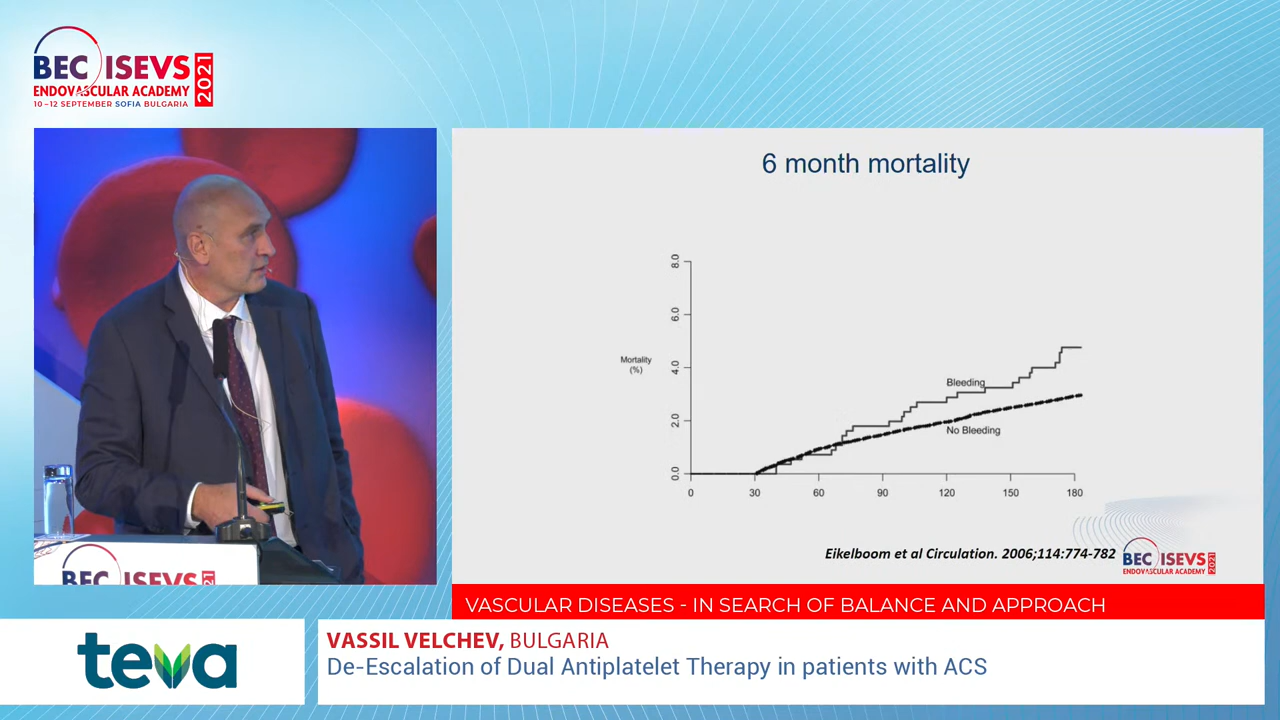 BEC ISEVS
ENDOVASCULAR ACADEMY
10-12 SEPTEMBER SOFIA BULGARIA
2021
6 month mortality
8.0
6.0
4.0
2.0
0.0
Mortality
(%)
Bleeding
No Bleeding
0 30 60 90 120 150 180
Eikelboom et al Circulation. 2006;114:774-782
BEC ISEVS
ENDOVASCULAR ACADEMY
2021
BEC ISEVS
VASCULAR DISEASES - IN SEARCH OF BALANCE AND APPROACH
teva
VASSIL VELCHEV, BULGARIA
De-Escalation of Dual Antiplatelet Therapy in patients with ACS